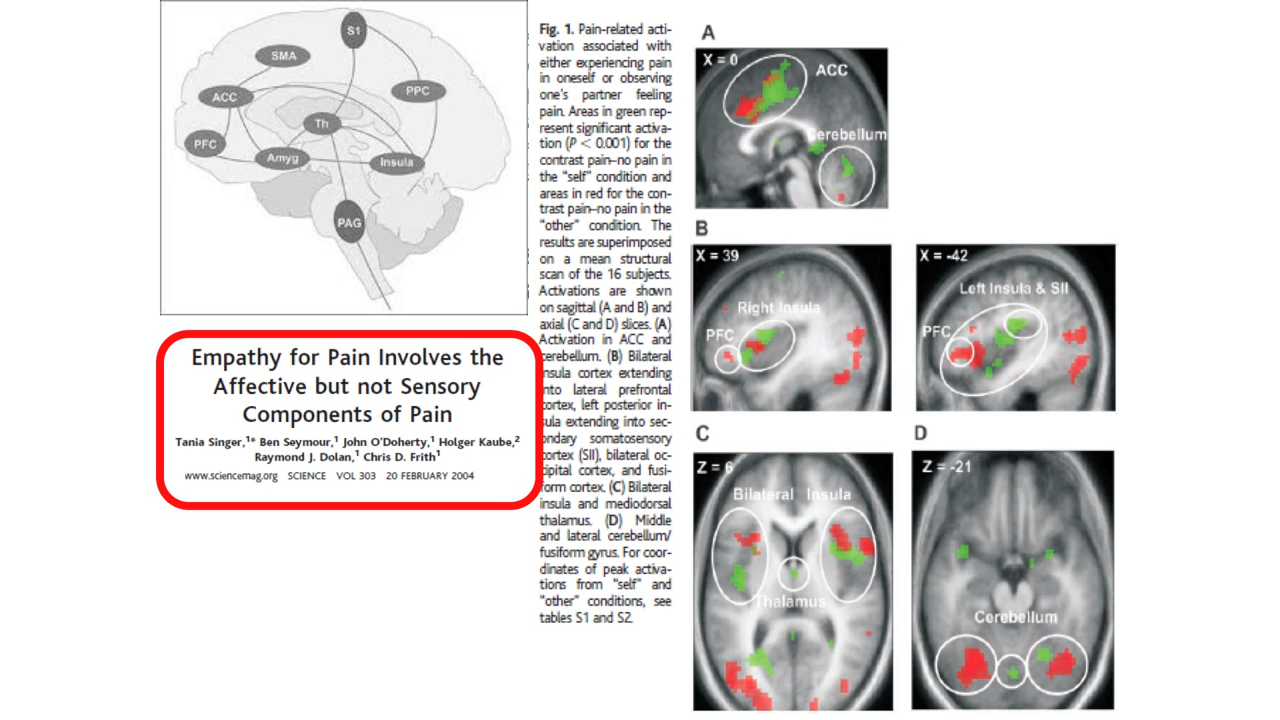 S1
SMA
ACC
PPC
Th
PFC
Amyg
Insula
PAG
Empathy for Pain Involves the
Affective but not Sensory
Components of Pain
Tania Singer,¹* Ben Seymour,¹ John O'Doherty,¹ Holger Kaube,²
Raymond J. Dolan,¹ Chris D. Frith¹
www.sciencemag.org SCIENCE VOL 303 20 FEBRUARY 2004
Fig. 1. Pain-related acti-
vation associated with
either experiencing pain
in oneself or observing
one's partner feeling
pain. Areas in green rep-
resent significant activa-
tion (P < 0.001) for the
contrast pain–no pain in
the "self" condition and
areas in red for the con-
trast pain–no pain in the
"other" condition. The
results are superimposed
on a mean structural
scan of the 16 subjects.
Activations are shown
on sagittal (A and B) and
axial (C and D) slices. (A)
Activation in ACC and
cerebellum. (B) Bilateral
insula cortex extending
into lateral prefrontal
cortex, left posterior in-
sula extending into sec-
ondary somatosensory
cortex (SII), bilateral oc-
cipital cortex, and fusi-
form cortex. (C) Bilateral
insula and mediodorsal
thalamus. (D) Middle
and lateral cerebellum/
fusiform gyrus. For coor-
dinates of peak activa-
tions from "self" and
"other" conditions, see
tables S1 and S2.
A
X = 0
ACC
Cerebellum
B
X = 39
Right Insula
PFC
X = -42
Left Insula & SII
PFC
C
Z = 6
Bilateral Insula
Thalamus
D
Z = -21
Cerebellum